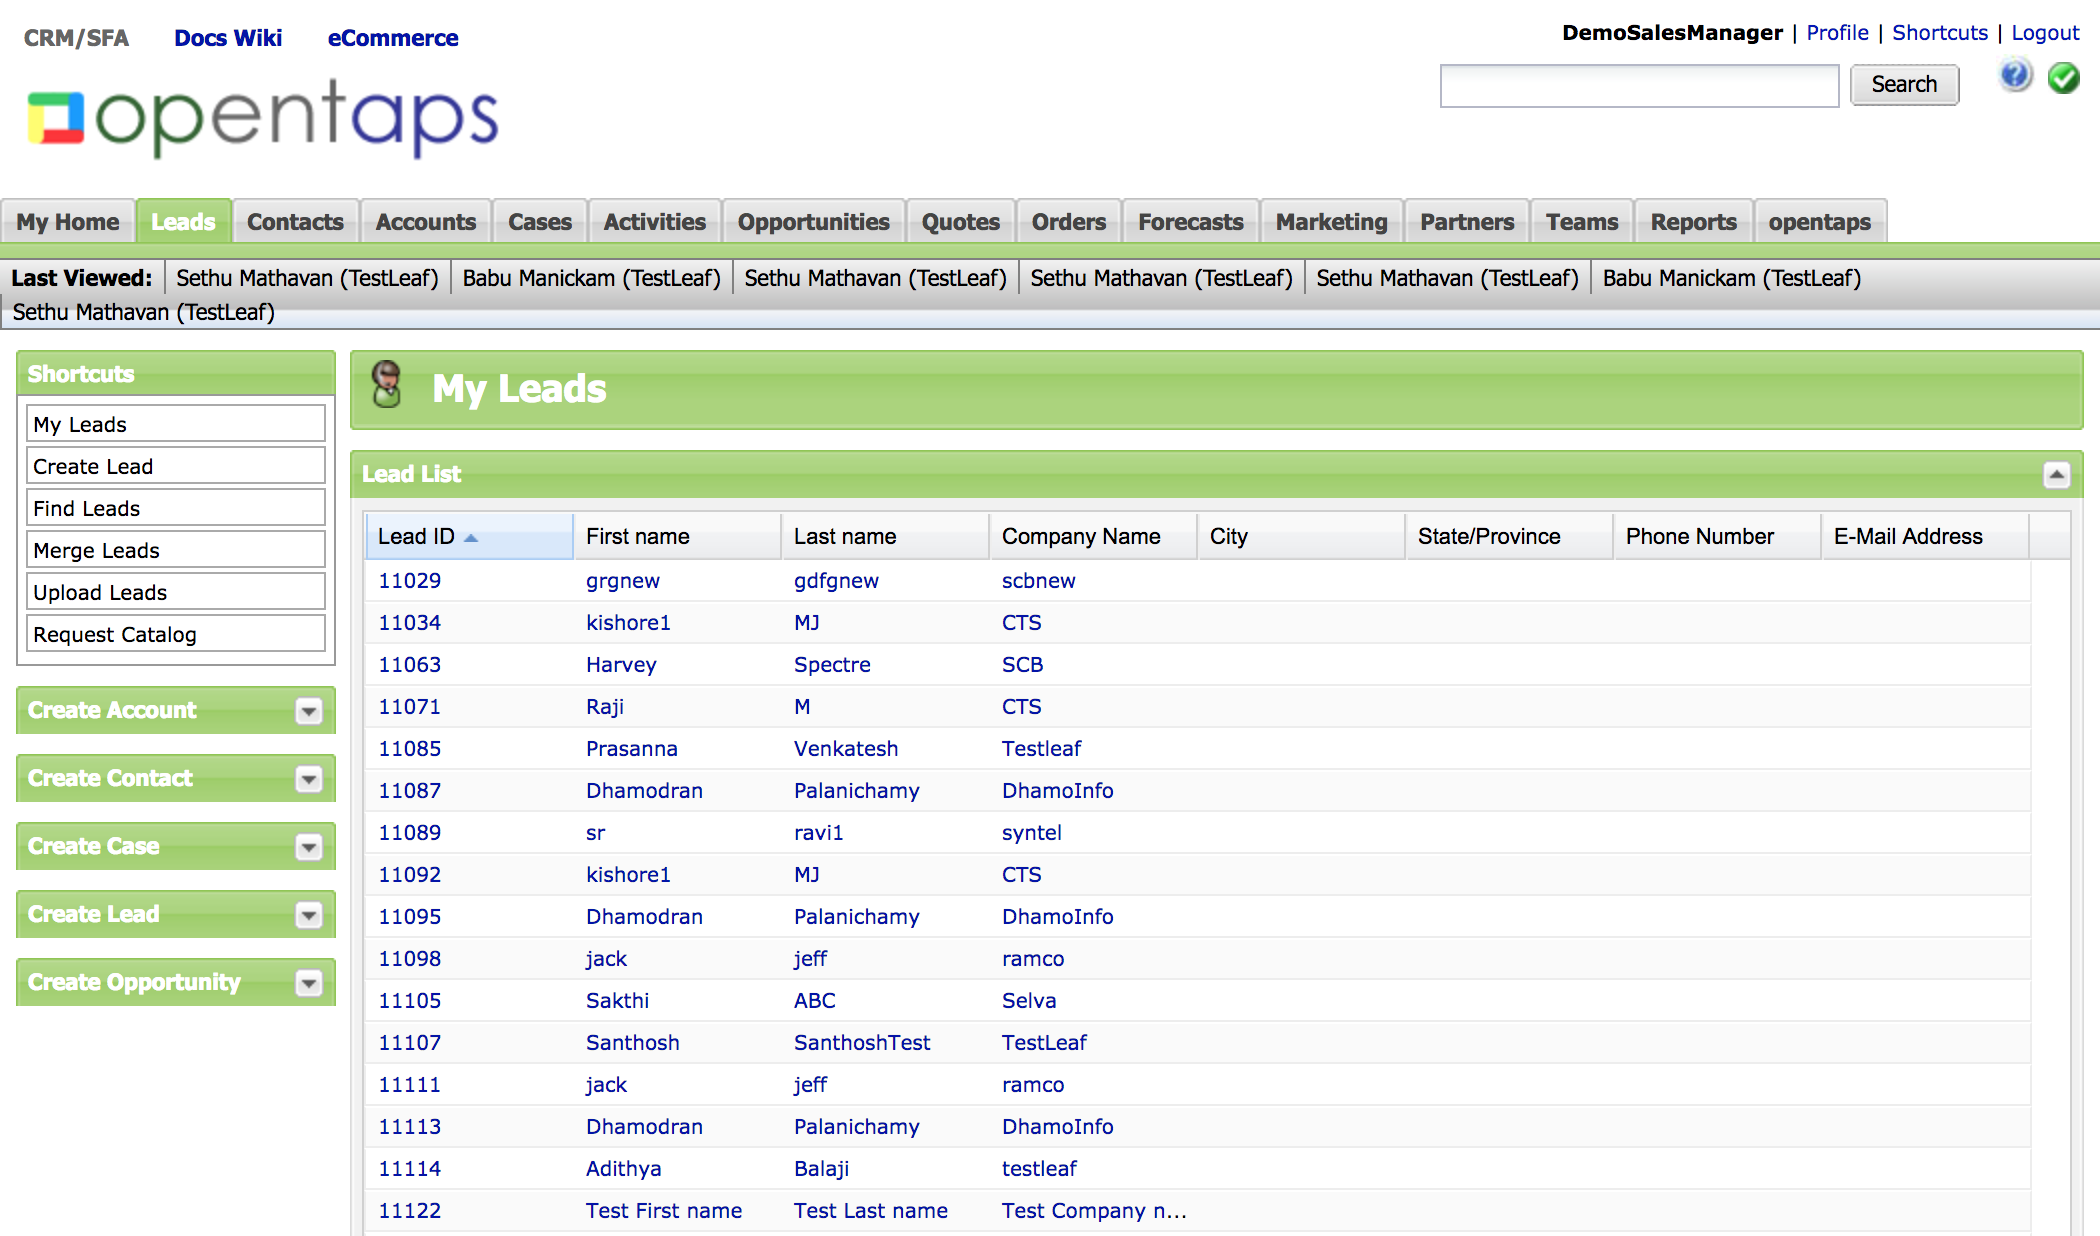 CRM/SFA Docs Wiki eCommerce
DemoSalesManager | Profile | Shortcuts | Logout
Search
opentaps
My Home Leads Contacts Accounts Cases Activities Opportunities Quotes Orders Forecasts Marketing Partners Teams Reports opentaps
Last Viewed: Sethu Mathavan (TestLeaf) Babu Manickam (TestLeaf) Sethu Mathavan (TestLeaf) Sethu Mathavan (TestLeaf) Sethu Mathavan (TestLeaf) Babu Manickam (TestLeaf)
Sethu Mathavan (TestLeaf)
Shortcuts
My Leads
Create Lead
Find Leads
Merge Leads
Upload Leads
Request Catalog
Create Account
Create Contact
Create Case
Create Lead
Create Opportunity
My Leads
Lead List
Lead ID First name Last name Company Name City State/Province Phone Number E-Mail Address
11029 grgnew gdfgnew scbnew
11034 kishore1 MJ CTS
11063 Harvey Spectre SCB
11071 Raji M CTS
11085 Prasanna Venkatesh Testleaf
11087 Dhamodran Palanichamy DhamoInfo
11089 sr ravi1 syntel
11092 kishore1 MJ CTS
11095 Dhamodran Palanichamy DhamoInfo
11098 jack jeff ramco
11105 Sakthi ABC Selva
11107 Santhosh SanthoshTest TestLeaf
11111 jack jeff ramco
11113 Dhamodran Palanichamy DhamoInfo
11114 Adithya Balaji testleaf
11122 Test First name Test Last name Test Company n...